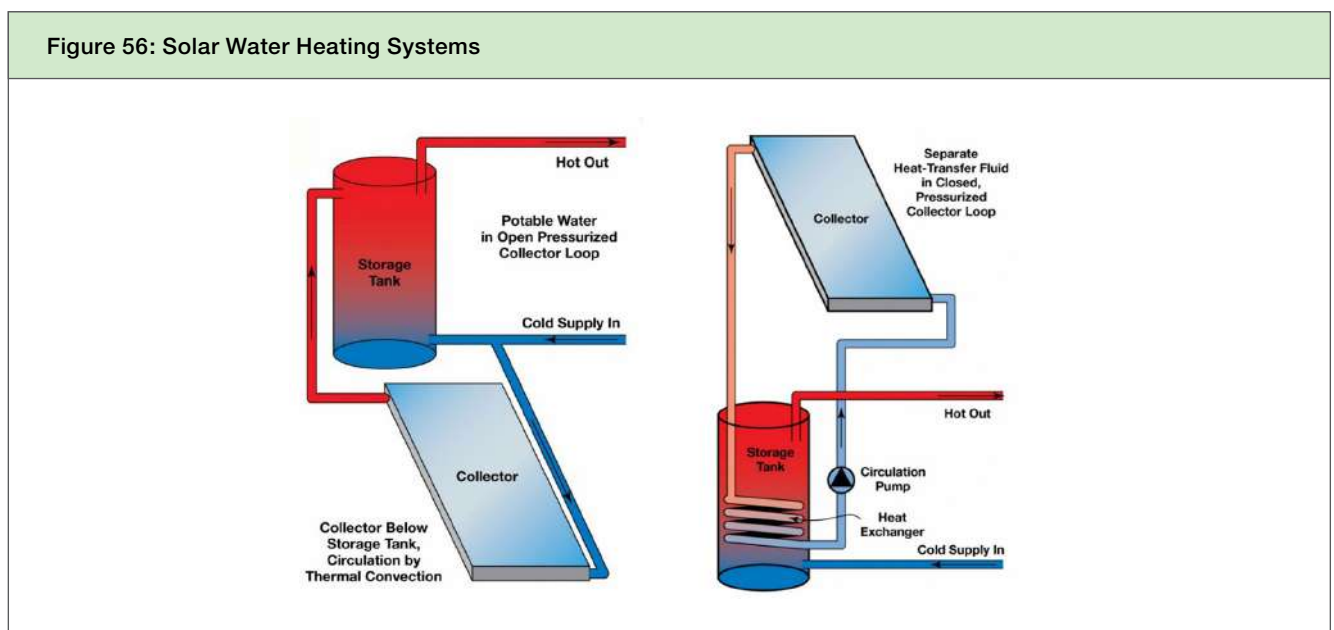 Figure 56: Solar Water Heating Systems
Hot Out
Potable Water
in Open Pressurized
Collector Loop
Storage
Tank
Cold Supply In
Collector
Collector Below
Storage Tank,
Circulation by
Thermal Convection
Separate
Heat-Transfer Fluid
in Closed,
Pressurized
Collector Loop
Collector
Hot Out
Storage
Tank
Circulation
Pump
Heat
Exchanger
Cold Supply In